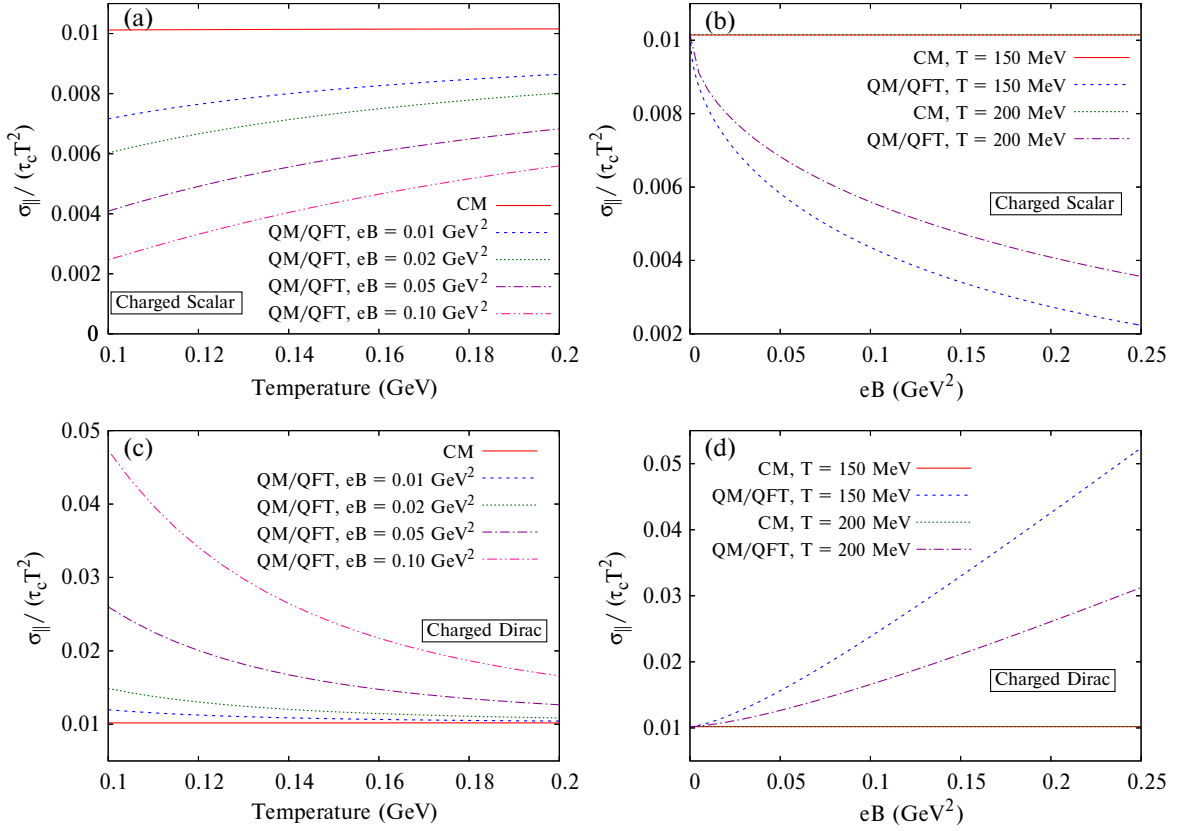 (a)
σ∥/ (τcT²)
0.01
0.008
0.006
0.004
0.002
0
CM
QM/QFT, eB = 0.01 GeV²
QM/QFT, eB = 0.02 GeV²
QM/QFT, eB = 0.05 GeV²
QM/QFT, eB = 0.10 GeV²
Charged Scalar
0.1 0.12 0.14 0.16 0.18 0.2
Temperature (GeV)
(b)
σ∥/ (τcT²)
0.01
0.008
0.006
0.004
0.002
CM, T = 150 MeV
QM/QFT, T = 150 MeV
CM, T = 200 MeV
QM/QFT, T = 200 MeV
Charged Scalar
0 0.05 0.1 0.15 0.2 0.25
eB (GeV²)
(c)
σ∥/ (τcT²)
0.05
0.04
0.03
0.02
0.01
CM
QM/QFT, eB = 0.01 GeV²
QM/QFT, eB = 0.02 GeV²
QM/QFT, eB = 0.05 GeV²
QM/QFT, eB = 0.10 GeV²
Charged Dirac
0.1 0.12 0.14 0.16 0.18 0.2
Temperature (GeV)
(d)
σ∥/ (τcT²)
0.05
0.04
0.03
0.02
0.01
CM, T = 150 MeV
QM/QFT, T = 150 MeV
CM, T = 200 MeV
QM/QFT, T = 200 MeV
Charged Dirac
0 0.05 0.1 0.15 0.2 0.25
eB (GeV²)